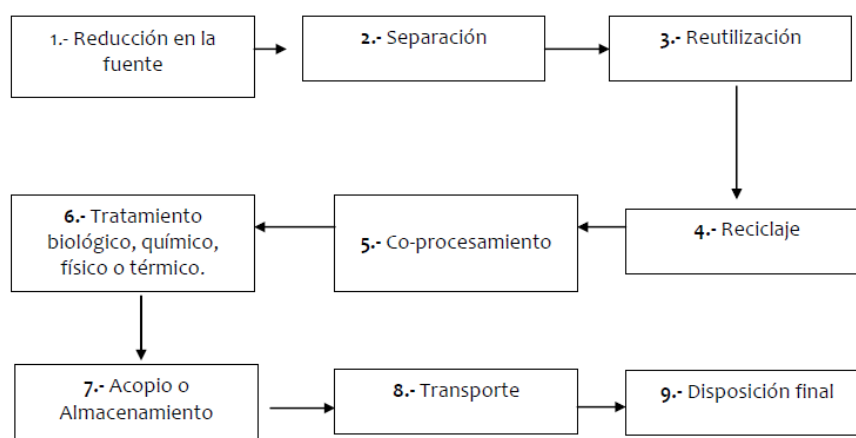 1.- Reducción en la
fuente
2.- Separación
3.- Reutilización
4.- Reciclaje
5.- Co-procesamiento
6.- Tratamiento
biológico, químico,
físico o térmico.
7.- Acopio o
Almacenamiento
8.- Transporte
9.- Disposición final